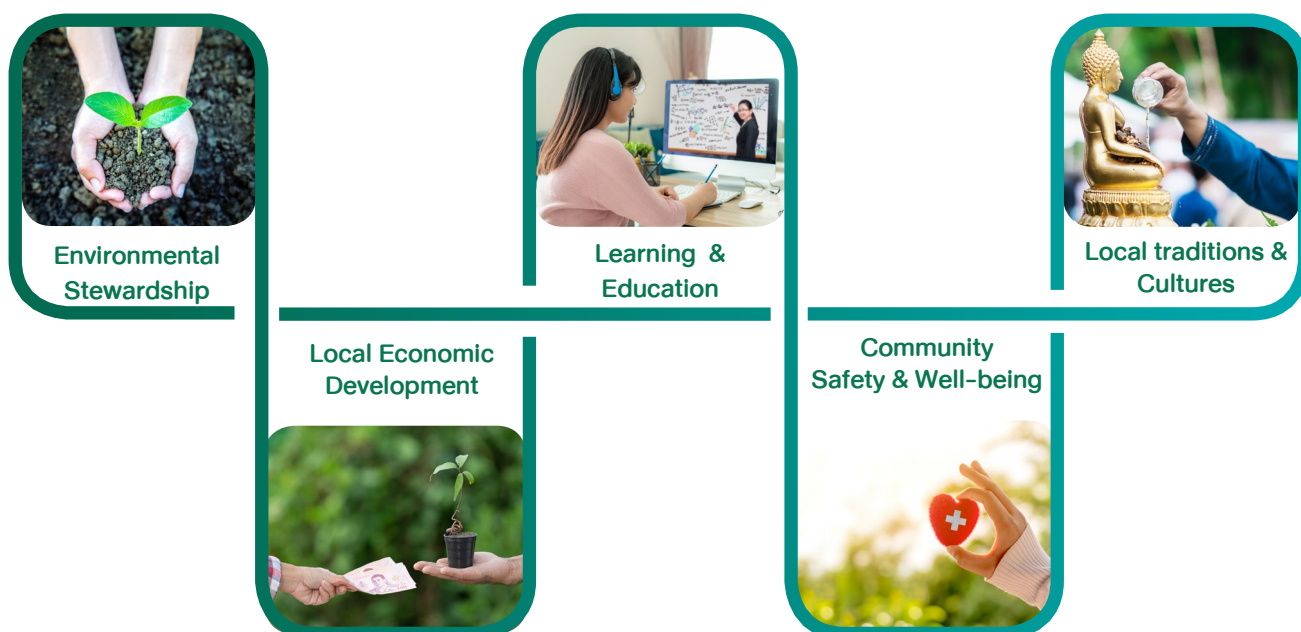 Environmental
Stewardship
Local Economic
Development
Learning & 
Education
Community
Safety & Well-being
Local traditions &
Cultures